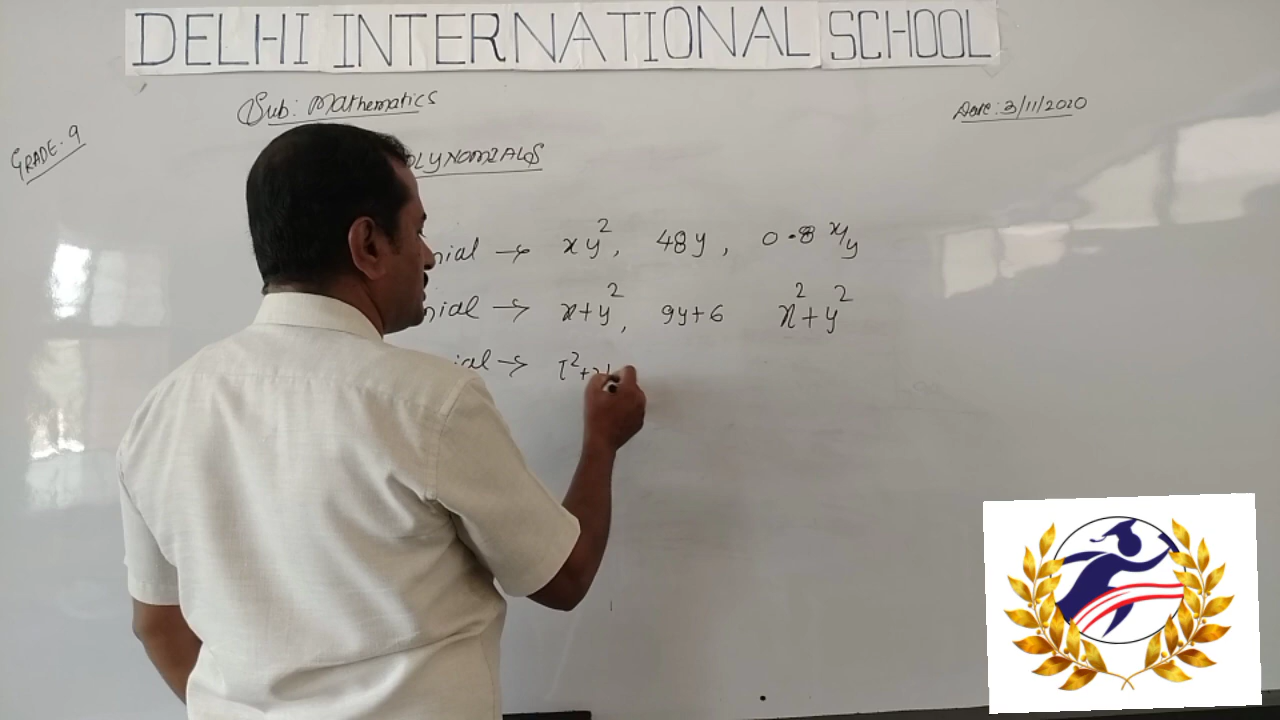 DELHI INTERNATIONAL SCHOOL
Sub: Mathematics
Date: 3/11/2020
GRADE: 9
OLYNOMIALS
nial → xy², 48y, 0.8 x/y
nial → x+y², 9y+6 x²+y²
ial →